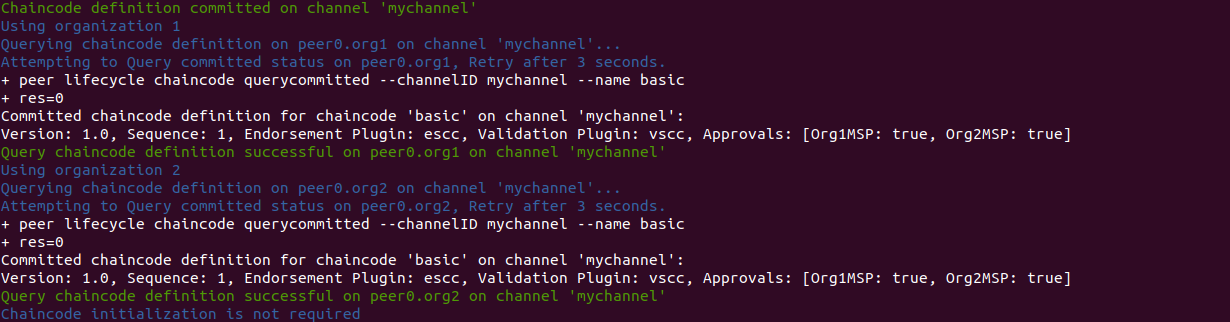 Chaincode definition committed on channel 'mychannel'
Using organization 1
Querying chaincode definition on peer0.org1 on channel 'mychannel'...
Attempting to Query committed status on peer0.org1, Retry after 3 seconds.
+ peer lifecycle chaincode querycommitted --channelID mychannel --name basic
+ res=0
Committed chaincode definition for chaincode 'basic' on channel 'mychannel':
Version: 1.0, Sequence: 1, Endorsement Plugin: escc, Validation Plugin: vscc, Approvals: [Org1MSP: true, Org2MSP: true]
Query chaincode definition successful on peer0.org1 on channel 'mychannel'
Using organization 2
Querying chaincode definition on peer0.org2 on channel 'mychannel'...
Attempting to Query committed status on peer0.org2, Retry after 3 seconds.
+ peer lifecycle chaincode querycommitted --channelID mychannel --name basic
+ res=0
Committed chaincode definition for chaincode 'basic' on channel 'mychannel':
Version: 1.0, Sequence: 1, Endorsement Plugin: escc, Validation Plugin: vscc, Approvals: [Org1MSP: true, Org2MSP: true]
Query chaincode definition successful on peer0.org2 on channel 'mychannel'
Chaincode initialization is not required